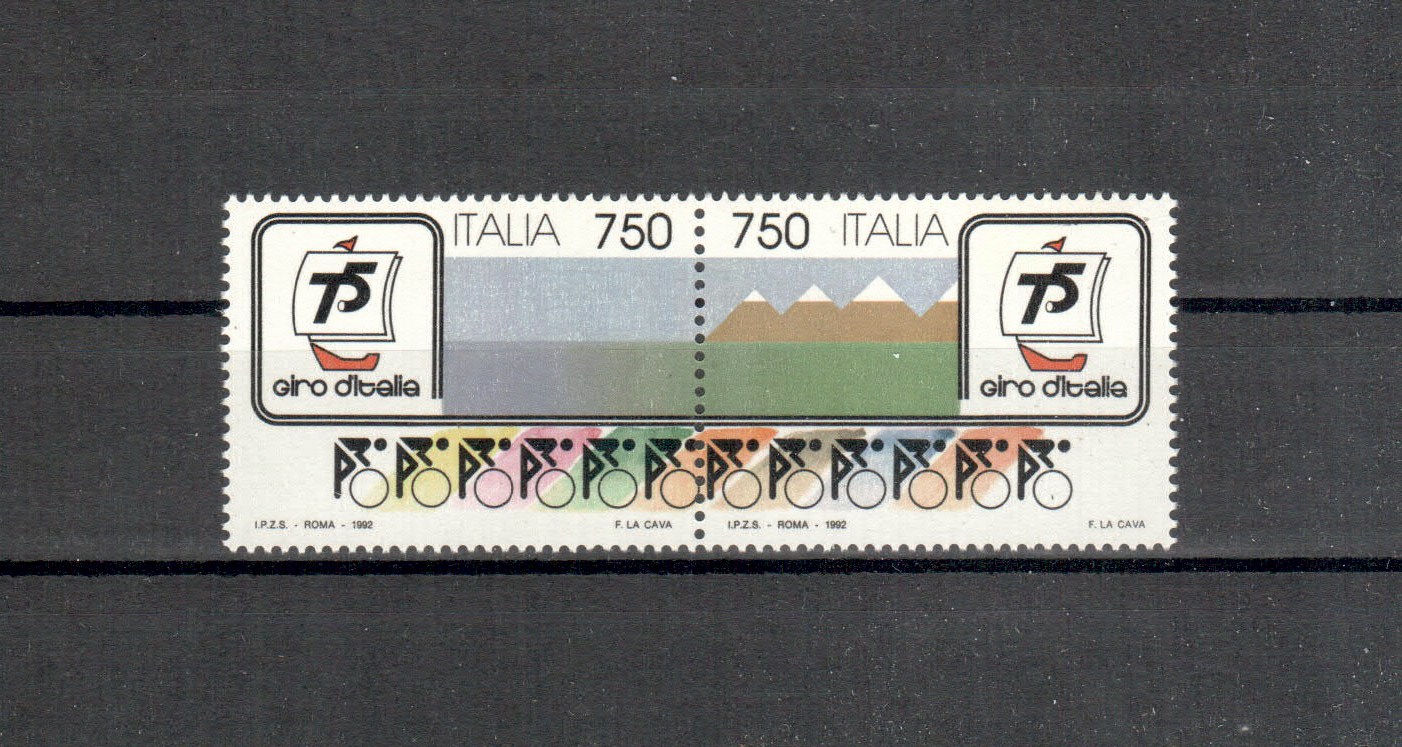 ITALIA 750
75
Giro d'Italia
I.P.Z.S. - ROMA - 1992 F. LA CAVA
750 ITALIA
75
Giro d'Italia
I.P.Z.S. - ROMA - 1992 F. LA CAVA